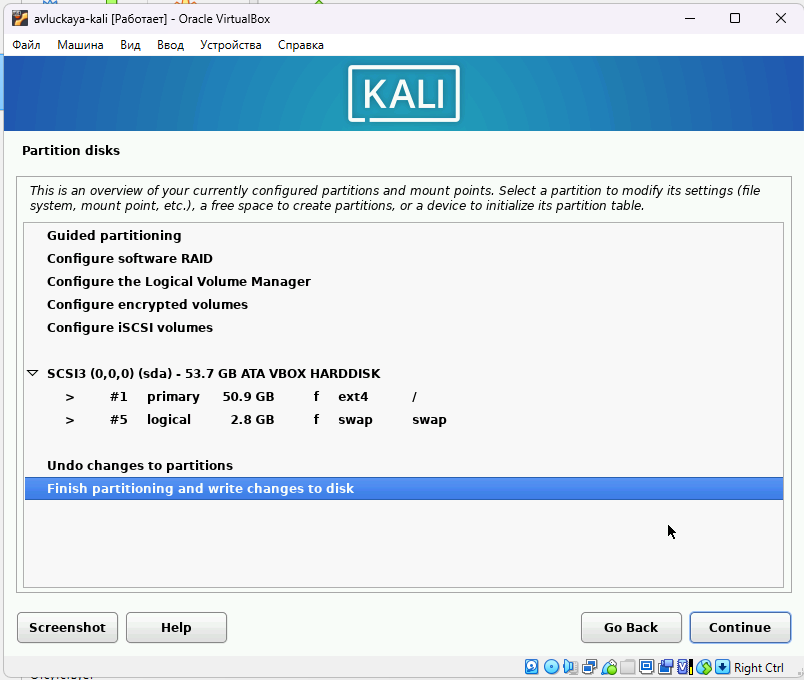 avluckaya-kali [Работает] - Oracle VirtualBox
Файл Машина Вид Ввод Устройства Справка
KALI
Partition disks
This is an overview of your currently configured partitions and mount points. Select a partition to modify its settings (file
system, mount point, etc.), a free space to create partitions, or a device to initialize its partition table.
Guided partitioning
Configure software RAID
Configure the Logical Volume Manager
Configure encrypted volumes
Configure iSCSI volumes
SCSI3 (0,0,0) (sda) - 53.7 GB ATA VBOX HARDDISK
> #1 primary 50.9 GB f ext4 /
> #5 logical 2.8 GB f swap swap
Undo changes to partitions
Finish partitioning and write changes to disk
Screenshot Help Go Back Continue
Right Ctrl